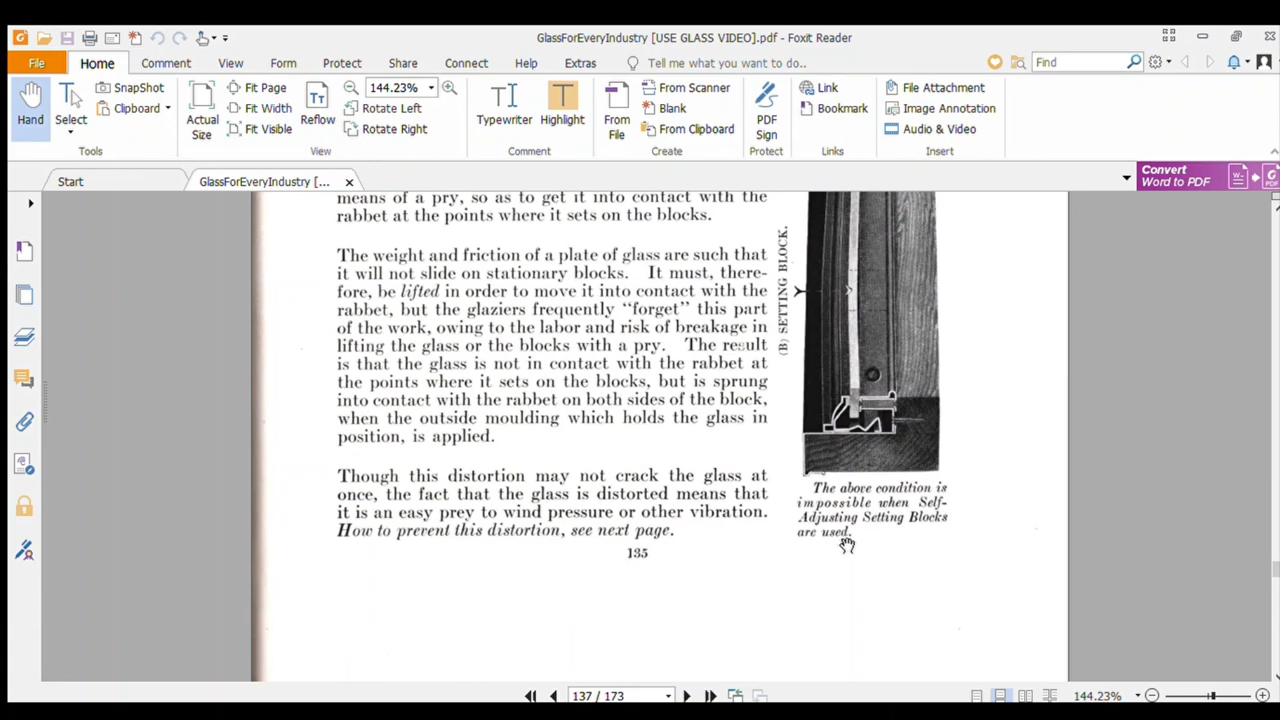 GlassForEveryIndustry [USE GLASS VIDEO].pdf - Foxit Reader
File Home Comment View Form Protect Share Connect Help Extras Tell me what you want to do.. Find
Hand
Select
SnapShot
Clipboard
Tools
Actual Size
Fit Page
Fit Width
Fit Visible
Reflow
144.23%
Rotate Left
Rotate Right
View
Typewriter
Highlight
Comment
From File
From Scanner
Blank
From Clipboard
Create
PDF Sign
Protect
Link
Bookmark
Links
File Attachment
Image Annotation
Audio & Video
Insert
Start
GlassForEveryIndustry [...
Convert
Word to PDF
means of a pry, so as to get it into contact with the
rabbet at the points where it sets on the blocks.
The weight and friction of a plate of glass are such that
it will not slide on stationary blocks. It must, there-
fore, be lifted in order to move it into contact with the
rabbet, but the glaziers frequently "forget" this part
of the work, owing to the labor and risk of breakage in
lifting the glass or the blocks with a pry. The result
is that the glass is not in contact with the rabbet at
the points where it sets on the blocks, but is sprung
into contact with the rabbet on both sides of the block,
when the outside moulding which holds the glass in
position, is applied.
Though this distortion may not crack the glass at
once, the fact that the glass is distorted means that
it is an easy prey to wind pressure or other vibration.
How to prevent this distortion, see next page.
135
(B) SETTING BLOCK.
The above condition is
impossible when Self-
Adjusting Setting Blocks
are used.
137 / 173
144.23%